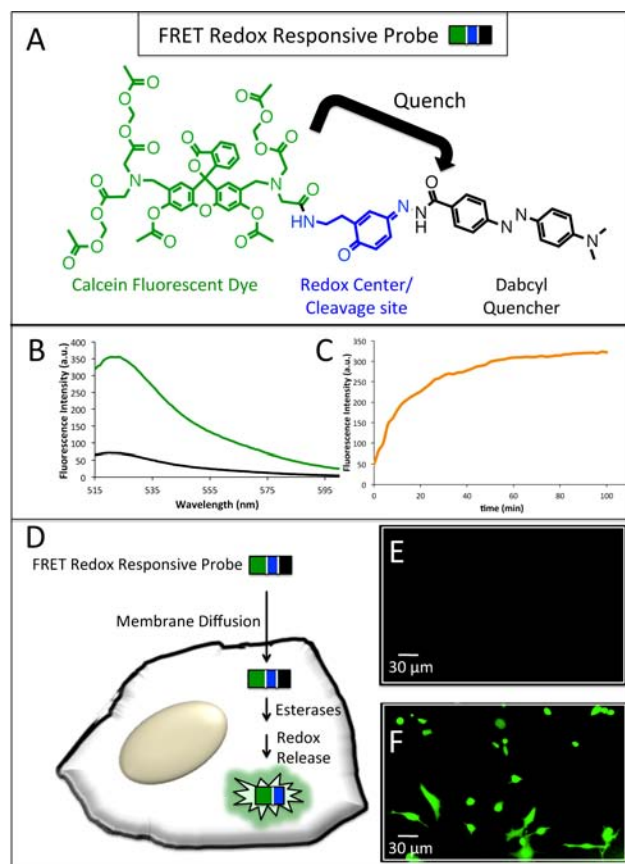 A
FRET Redox Responsive Probe
Quench
O
O
O
O
O
O
O
O
O
O
N
N
O
O
O
O
O
O
O
O
O
HN
O
N
NH
O
N
N
N
Calcein Fluorescent Dye
Redox Center/
Cleavage site
Dabcyl
Quencher
B
Fluorescence Intensity (a.u.)
400
350
300
250
200
150
100
50
0
515
535
555
575
595
Wavelength (nm)
C
Fluorescence Intensity (a.u.)
350
300
250
200
150
100
50
0
0
20
40
60
80
100
time (min)
D
FRET Redox Responsive Probe
Membrane Diffusion
Esterases
Redox
Release
E
30 μm
F
30 μm